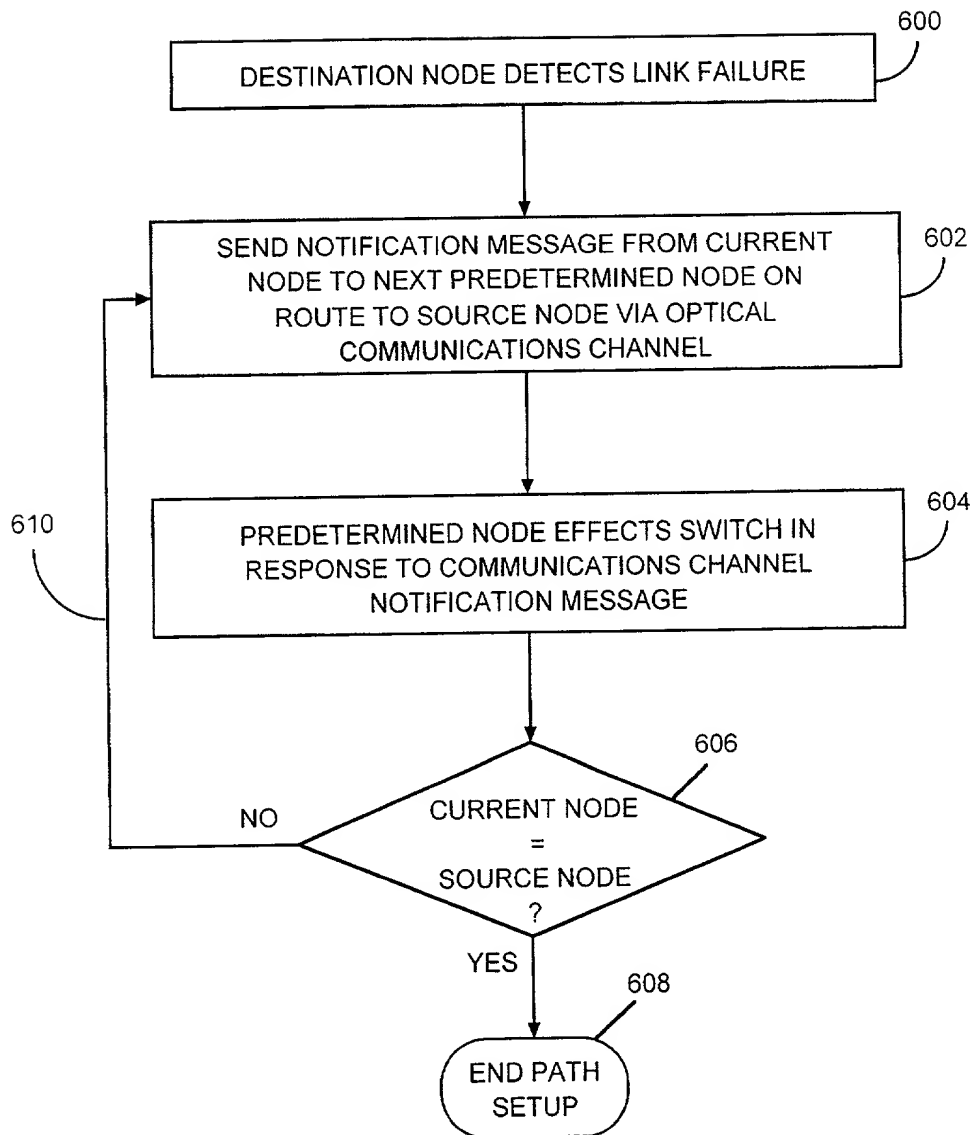 600
DESTINATION NODE DETECTS LINK FAILURE
SEND NOTIFICATION MESSAGE FROM CURRENT
NODE TO NEXT PREDETERMINED NODE ON
ROUTE TO SOURCE NODE VIA OPTICAL
COMMUNICATIONS CHANNEL
602
604
PREDETERMINED NODE EFFECTS SWITCH IN
RESPONSE TO COMMUNICATIONS CHANNEL
NOTIFICATION MESSAGE
610
606
NO
CURRENT NODE
=
SOURCE NODE
?
YES
608
END PATH
SETUP